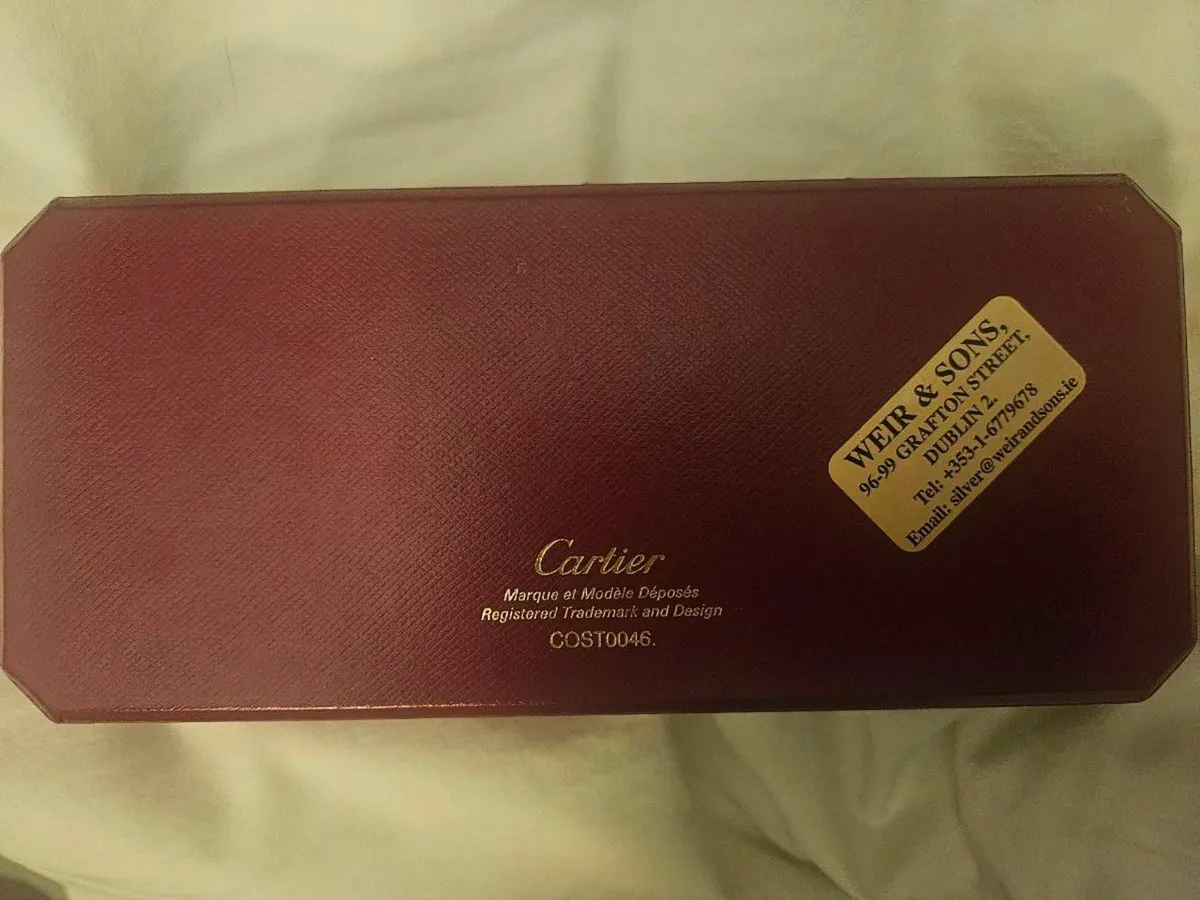 Cartier
Marque et Modèle Déposés
Registered Trademark and Design
COST0046.
WEIR & SONS,
96-99 GRAFTON STREET,
DUBLIN 2.
Tel: +353-1-6779678
Email: silver@weirandsons.ie